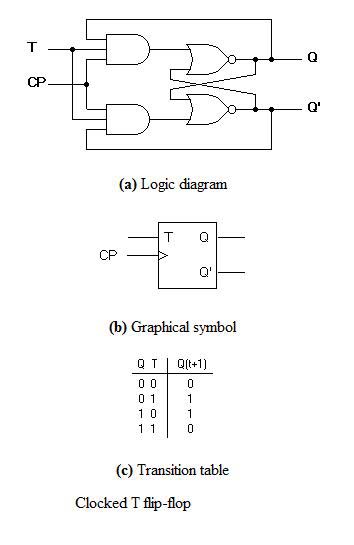 T
Q
CP
Q'
(a) Logic diagram
T Q
CP
Q'
(b) Graphical symbol
Q T Q(t+1)
0 0 0
0 1 1
1 0 1
1 1 0
(c) Transition table
Clocked T flip-flop